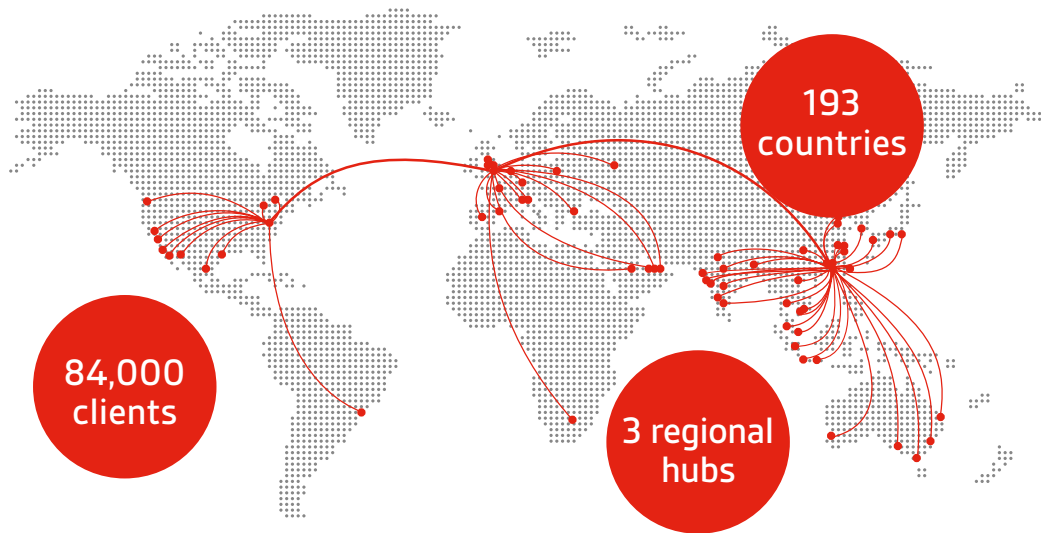 193
countries
84,000
clients
3 regional
hubs